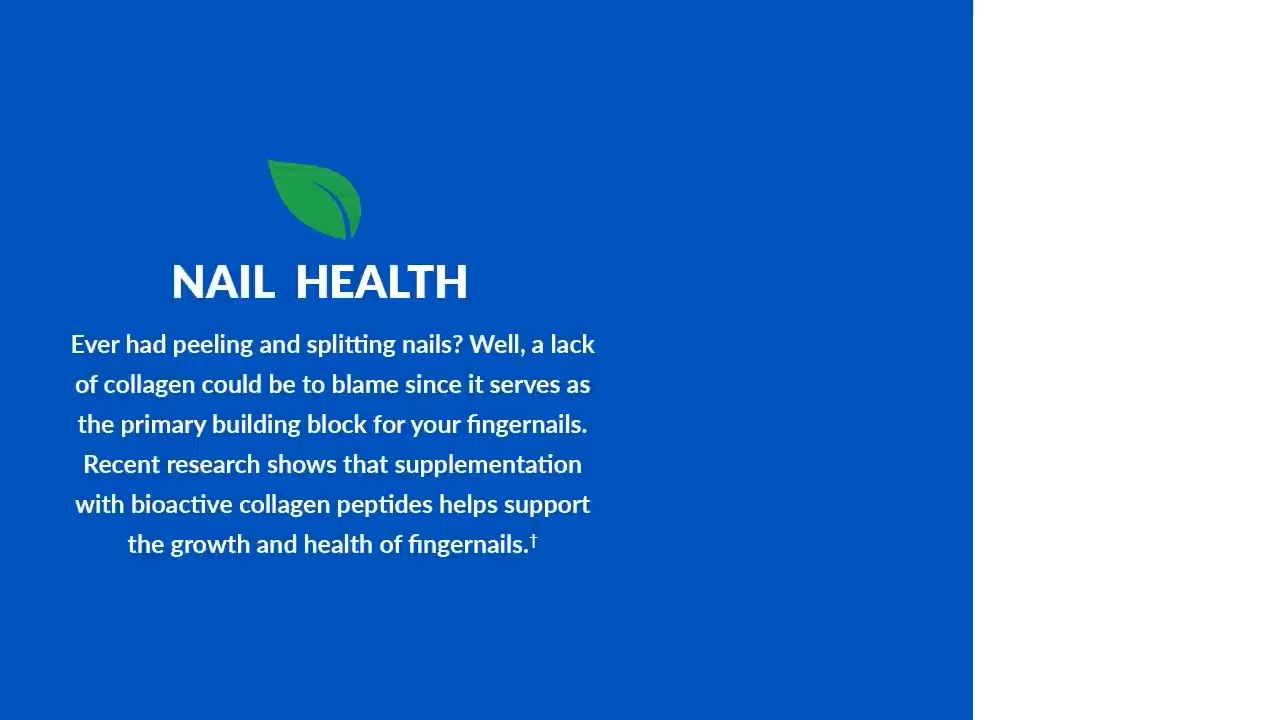 NAIL HEALTH
Ever had peeling and splitting nails? Well, a lack
of collagen could be to blame since it serves as
the primary building block for your fingernails.
Recent research shows that supplementation
with bioactive collagen peptides helps support
the growth and health of fingernails.†